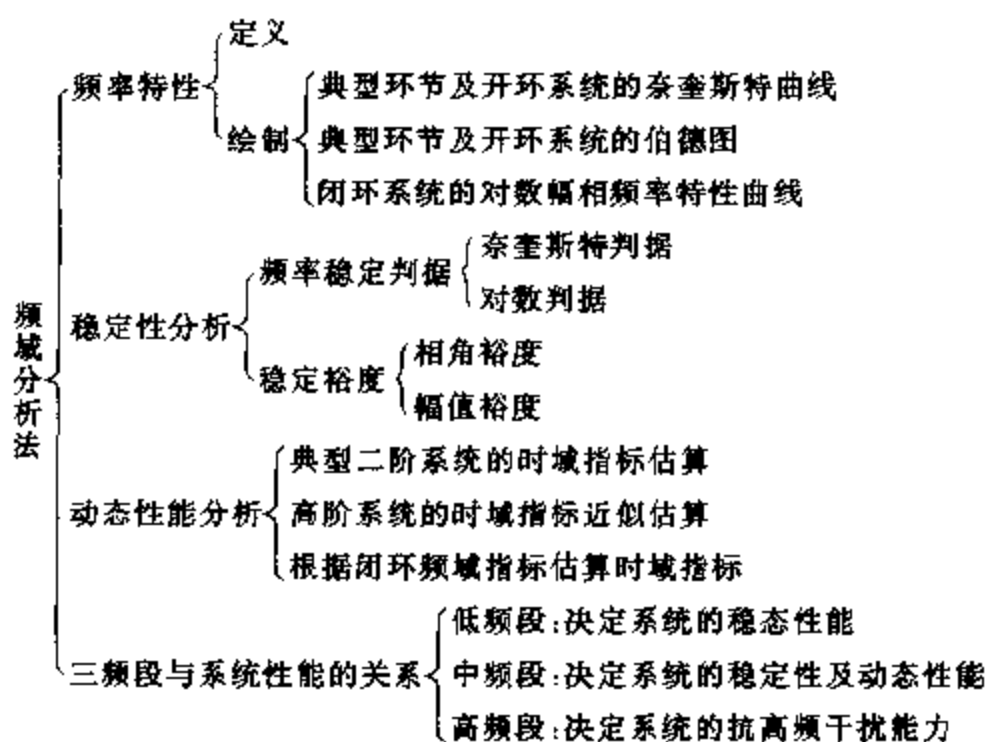 定义
频率特性
典型环节及开环系统的奈奎斯特曲线
绘制
典型环节及开环系统的伯德图
闭环系统的对数幅相频率特性曲线
奈奎斯特判据
频率稳定判据
对数判据
频域分析法
稳定性分析
相角裕度
稳定裕度
幅值裕度
典型二阶系统的时域指标估算
动态性能分析
高阶系统的时域指标近似估算
根据闭环频域指标估算时域指标
低频段:决定系统的稳态性能
三频段与系统性能的关系
中频段:决定系统的稳定性及动态性能
高频段:决定系统的抗高频干扰能力